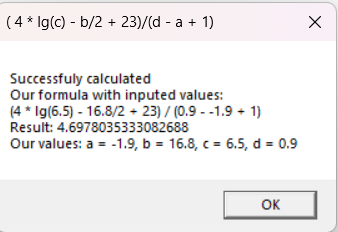 ( 4 * lg(c) - b/2 + 23)/(d - a + 1)
Successfuly calculated
Our formula with inputed values:
(4 * lg(6.5) - 16.8/2 + 23) / (0.9 - -1.9 + 1)
Result: 4.6978035333082688
Our values: a = -1.9, b = 16.8, c = 6.5, d = 0.9
OK